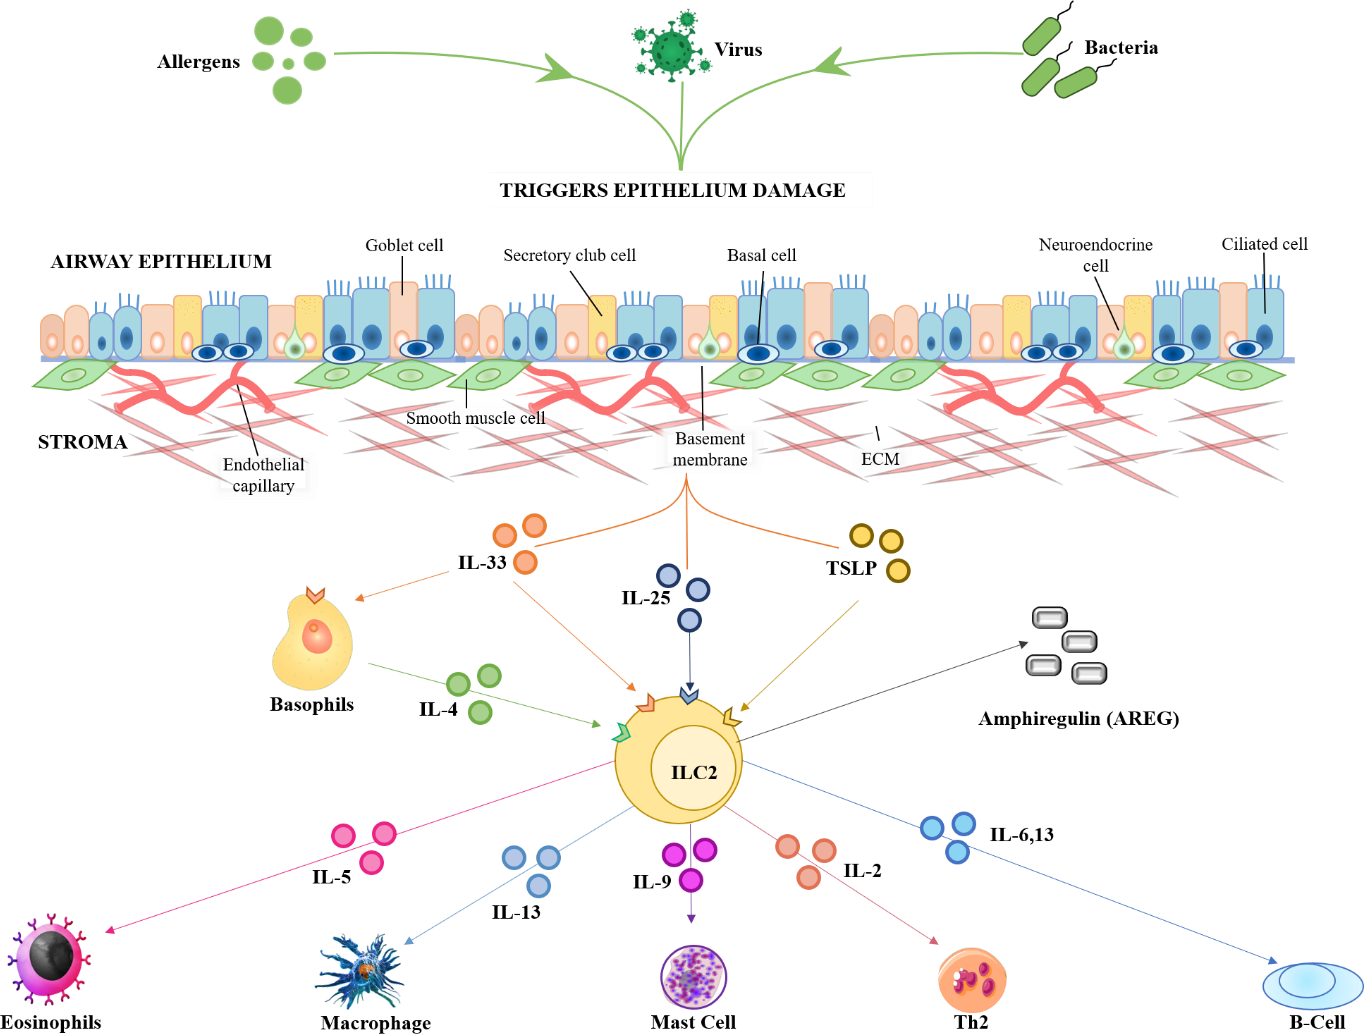 Allergens
Virus
Bacteria
TRIGGERS EPITHELIUM DAMAGE
AIRWAY EPITHELIUM
Goblet cell
Secretory club cell
Basal cell
Neuroendocrine
cell
Ciliated cell
Smooth muscle cell
STROMA
Endothelial
capillary
Basement
membrane
ECM
IL-33
IL-25
TSLP
Basophils
IL-4
Amphiregulin (AREG)
ILC2
IL-5
IL-13
IL-9
IL-2
IL-6,13
Eosinophils
Macrophage
Mast Cell
Th2
B-Cell